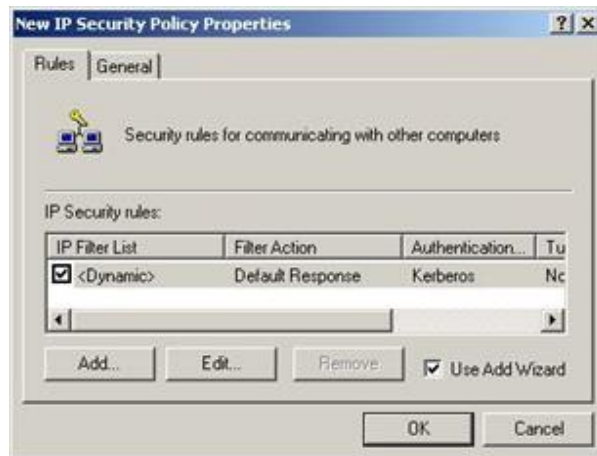 New IP Security Policy Properties
Rules General
Security rules for communicating with other computers
IP Security rules:
IP Filter List Filter Action Authentication... Tu
<Dynamic> Default Response Kerberos Nc
Add... Edit... Remove Use Add Wizard
OK Cancel